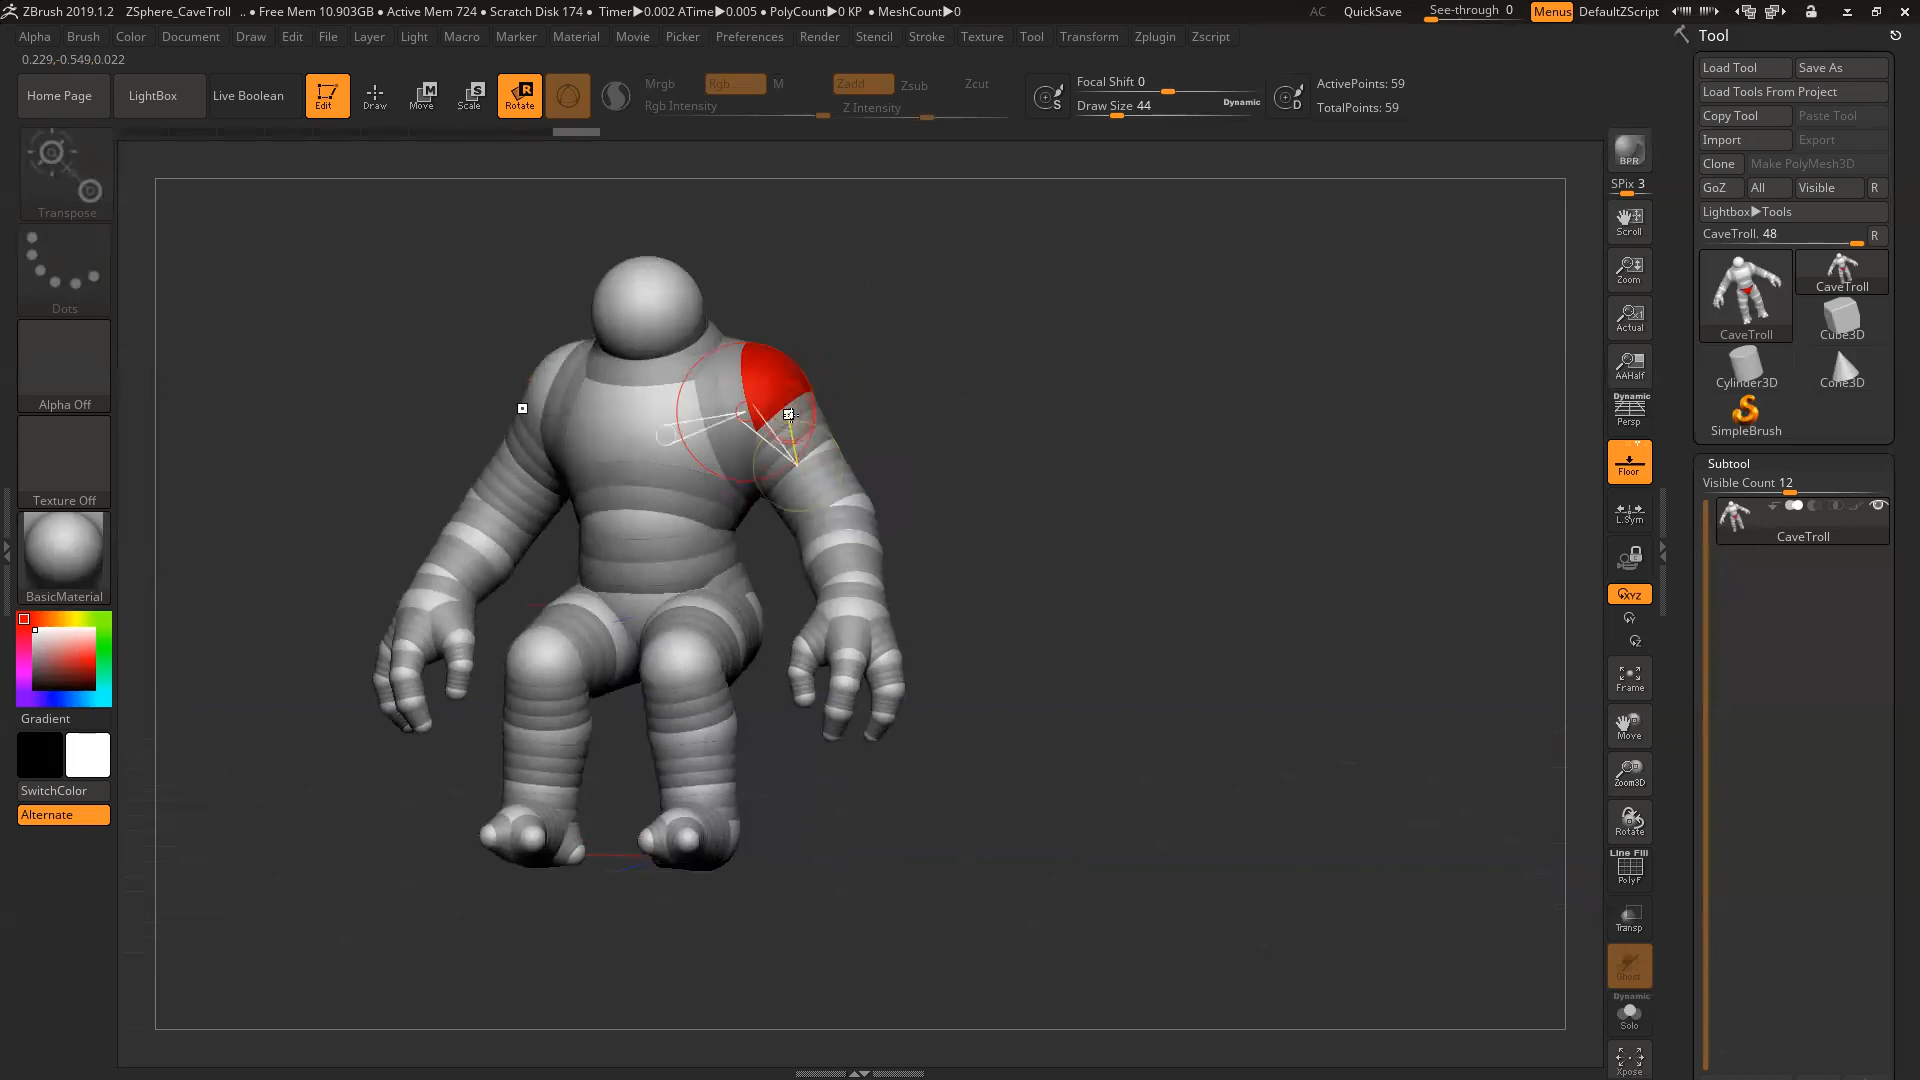 ZBrush 2019.1.2 ZSphere_CaveTroll .. • Free Mem 10.903GB • Active Mem 724 • Scratch Disk 174 • Timer▶0.002 ATime▶0.005 • PolyCount▶0 KP • MeshCount▶0 AC QuickSave See-through 0 Menus DefaultZScript
Alpha Brush Color Document Draw Edit File Layer Light Macro Marker Material Movie Picker Preferences Render Stencil Stroke Texture Tool Transform Zplugin Zscript
0.229,-0.549,0.022
Home Page LightBox Live Boolean Edit Draw Move Scale Rotate
Mrgb Rgb M Zadd Zsub Zcut
Rgb Intensity Z Intensity
S Focal Shift 0
Draw Size 44 Dynamic
D ActivePoints: 59
TotalPoints: 59
Transpose
Dots
Alpha Off
Texture Off
BasicMaterial
Gradient
SwitchColor
Alternate
BPR
SPix 3
Scroll
Zoom
Actual
AAHalf
Dynamic
Persp
Floor
L.Sym
XYZ
Y
Z
Frame
Move
Zoom3D
Rotate
Line Fill
PolyF
Transp
Ghost
Dynamic
Solo
Xpose
Tool
Load Tool Save As
Load Tools From Project
Copy Tool Paste Tool
Import Export
Clone Make PolyMesh3D
GoZ All Visible R
Lightbox▶Tools
CaveTroll. 48 R
CaveTroll CaveTroll
Cube3D
Cylinder3D Cone3D
SimpleBrush
Subtool
Visible Count 12
CaveTroll